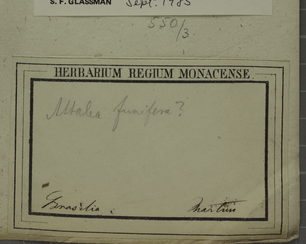 S. F. GLASSMAN Sept. 1985
550/3
HERBARIUM REGIUM MONACENSE.
Attalea funifera?
Brasilia. Martius